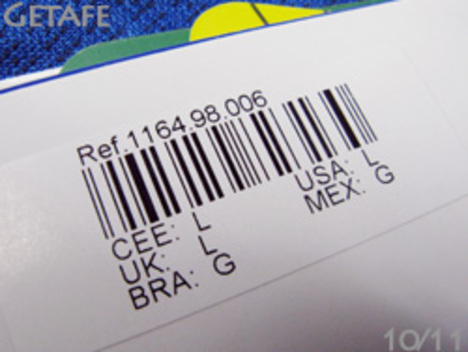 GETAFE
Ref.1164.98.006
CEE: L USA: L
UK: L MEX: G
BRA: G
10/11